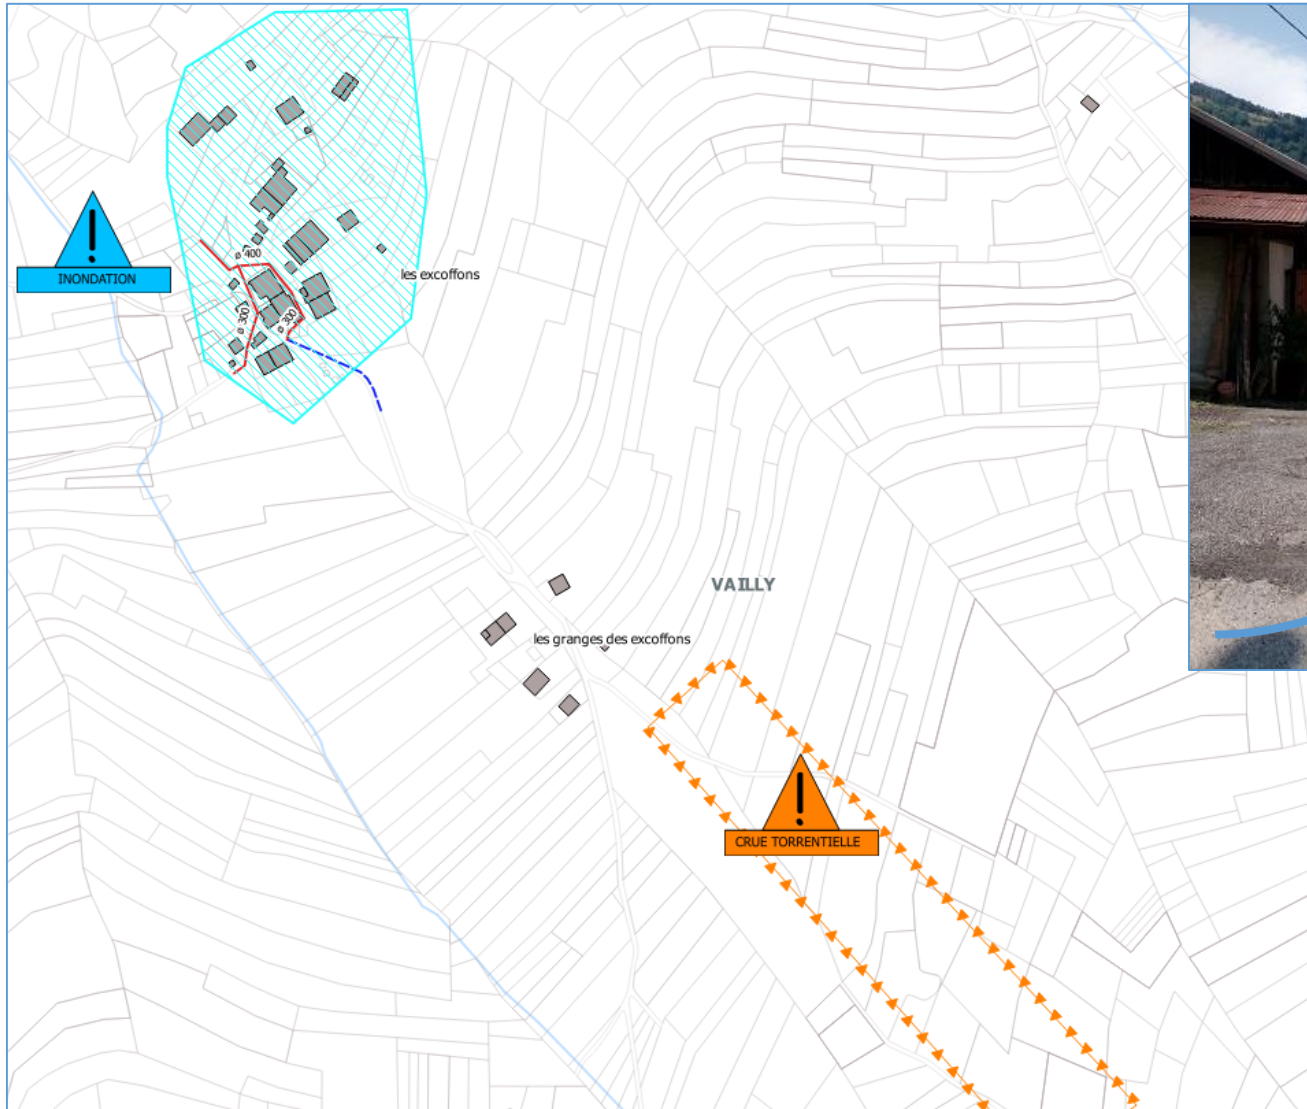 ø 400
les excoffons
INONDATION
ø 300
ø 300
VAILLY
les granges des excoffons
CRUE TORRENTIELLE